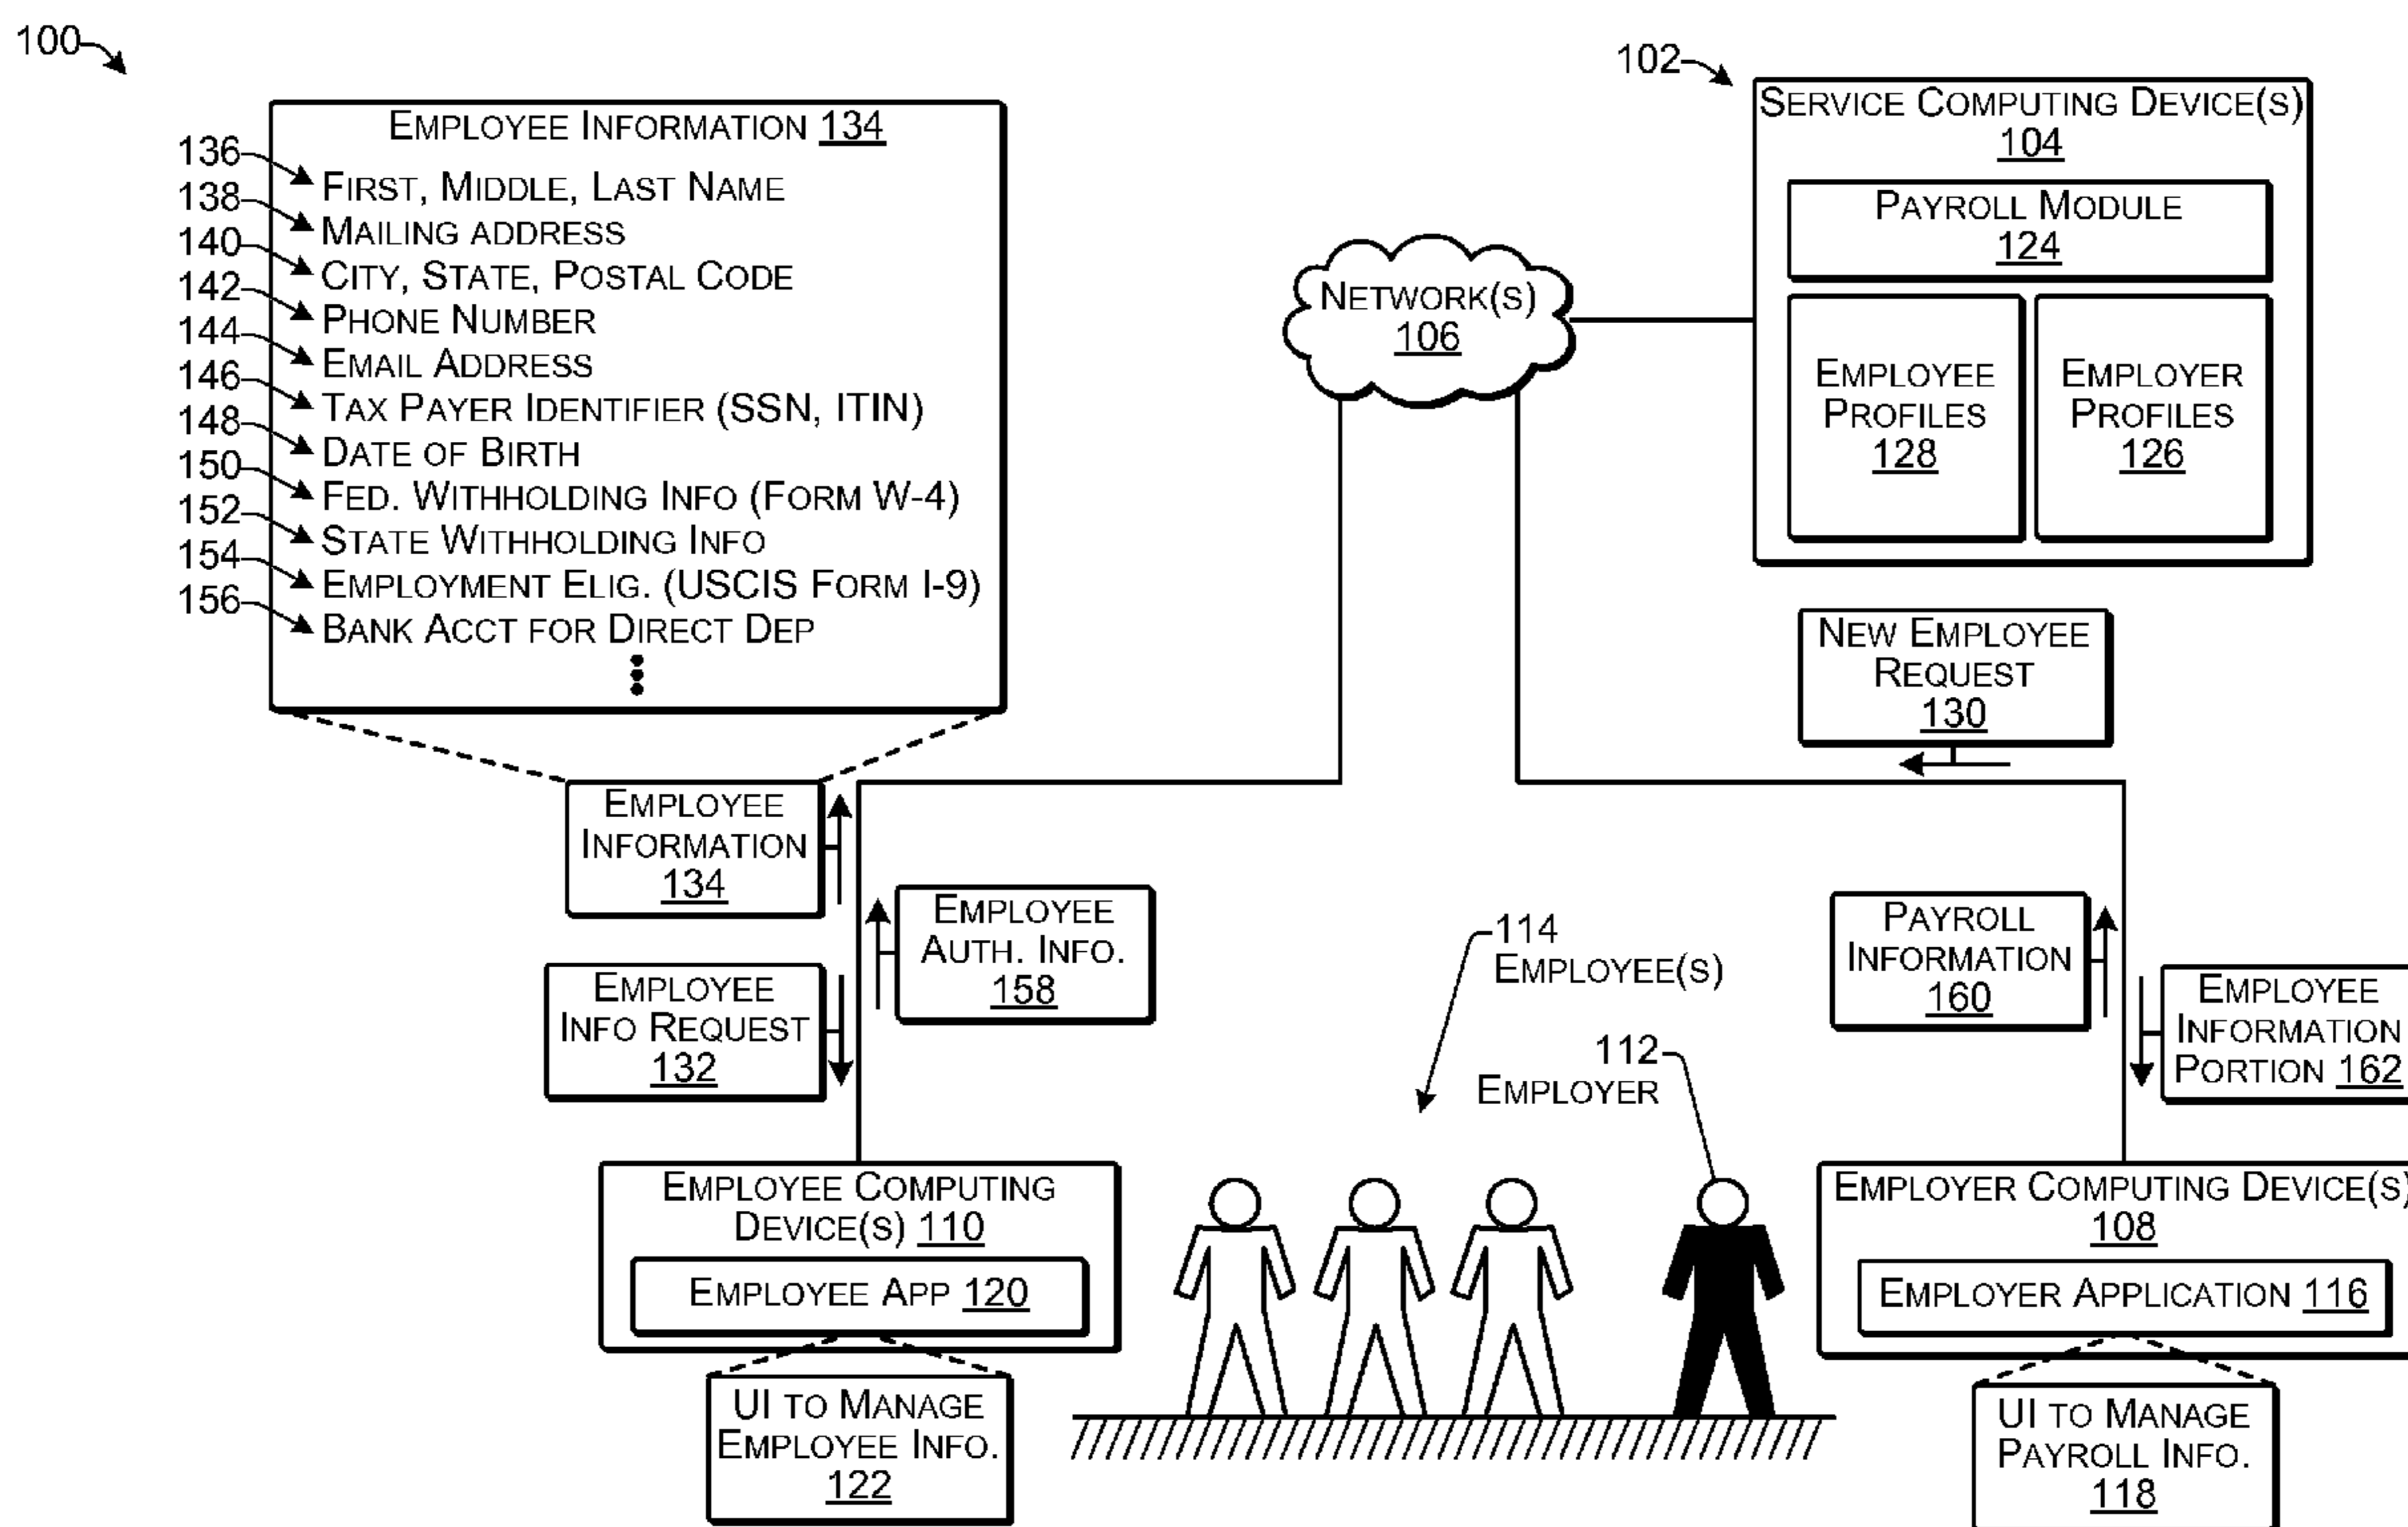 100
102
EMPLOYEE INFORMATION 134
136
FIRST, MIDDLE, LAST NAME
138
MAILING ADDRESS
140
CITY, STATE, POSTAL CODE
142
PHONE NUMBER
144
EMAIL ADDRESS
146
TAX PAYER IDENTIFIER (SSN, ITIN)
148
DATE OF BIRTH
150
FED. WITHHOLDING INFO (FORM W-4)
152
STATE WITHHOLDING INFO
154
EMPLOYMENT ELIG. (USCIS FORM I-9)
156
BANK ACCT FOR DIRECT DEP
NETWORK(S)
106
SERVICE COMPUTING DEVICE(S)
104
PAYROLL MODULE
124
EMPLOYEE
PROFILES
128
EMPLOYER
PROFILES
126
NEW EMPLOYEE
REQUEST
130
EMPLOYEE
INFORMATION
134
EMPLOYEE
AUTH. INFO.
158
EMPLOYEE
INFO REQUEST
132
114
EMPLOYEE(S)
112
EMPLOYER
PAYROLL
INFORMATION
160
EMPLOYEE
INFORMATION
PORTION 162
EMPLOYEE COMPUTING
DEVICE(S) 110
EMPLOYEE APP 120
UI TO MANAGE
EMPLOYEE INFO.
122
EMPLOYER COMPUTING DEVICE(S)
108
EMPLOYER APPLICATION 116
UI TO MANAGE
PAYROLL INFO.
118